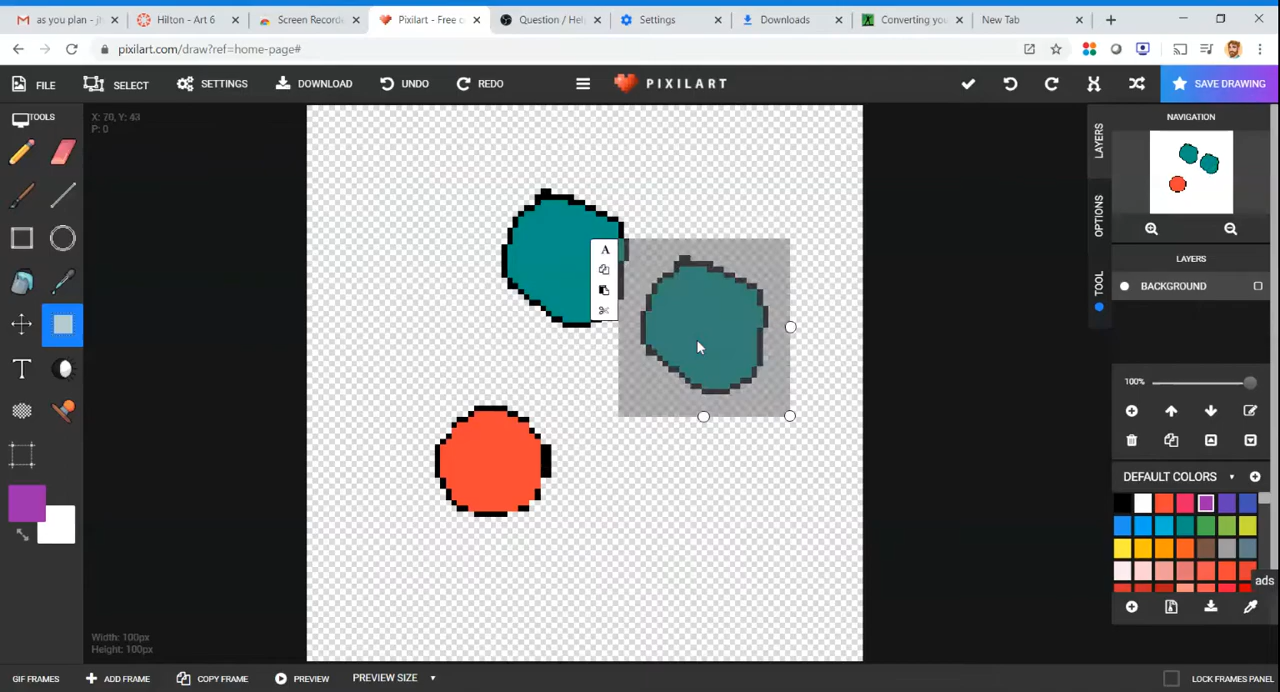 as you plan - jh
Hilton - Art 6
Screen Recorde
Pixilart - Free o
Question / Help
Settings
Downloads
Converting you
New Tab
pixilart.com/draw?ref=home-page#
FILE
SELECT
SETTINGS
DOWNLOAD
UNDO
REDO
PIXILART
SAVE DRAWING
TOOLS
X: 70, Y: 43
P: 0
A
T
LAYERS
OPTIONS
TOOL
NAVIGATION
LAYERS
BACKGROUND
100%
DEFAULT COLORS
ads
Width: 100px
Height: 100px
GIF FRAMES
ADD FRAME
COPY FRAME
PREVIEW
PREVIEW SIZE
LOCK FRAMES PANEL